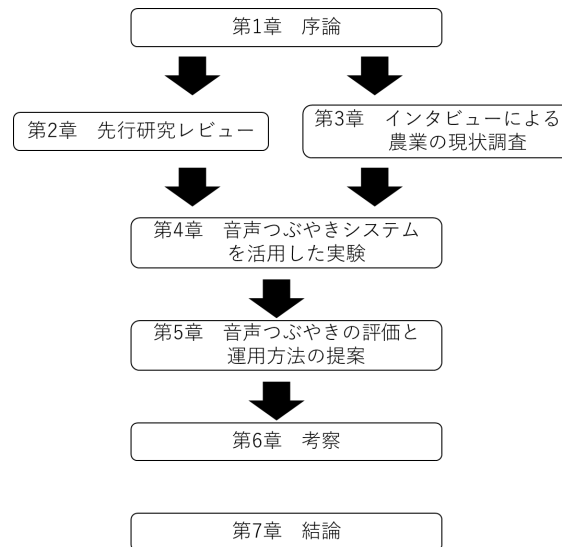 第1章　序論
第2章　先行研究レビュー
第3章　インタビューによる
農業の現状調査
第4章　音声つぶやきシステム
を活用した実験
第5章　音声つぶやきの評価と
運用方法の提案
第6章　考察
第7章　結論